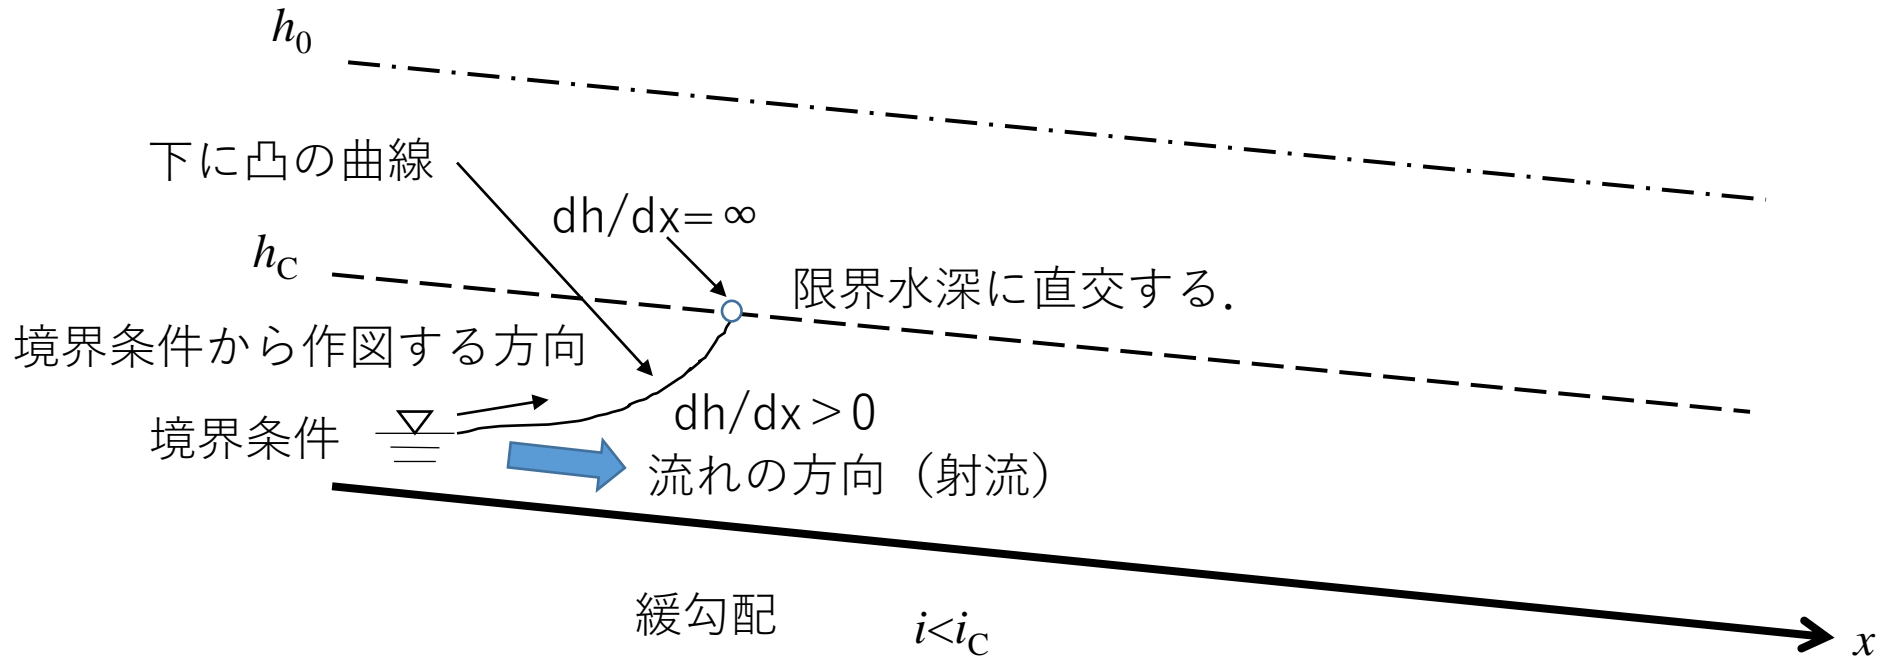 h₀
下に凸の曲線
dh/dx=∞
h_C
限界水深に直交する.
境界条件から作図する方向
dh/dx＞0
境界条件
流れの方向（射流）
緩勾配 i<i_C
x